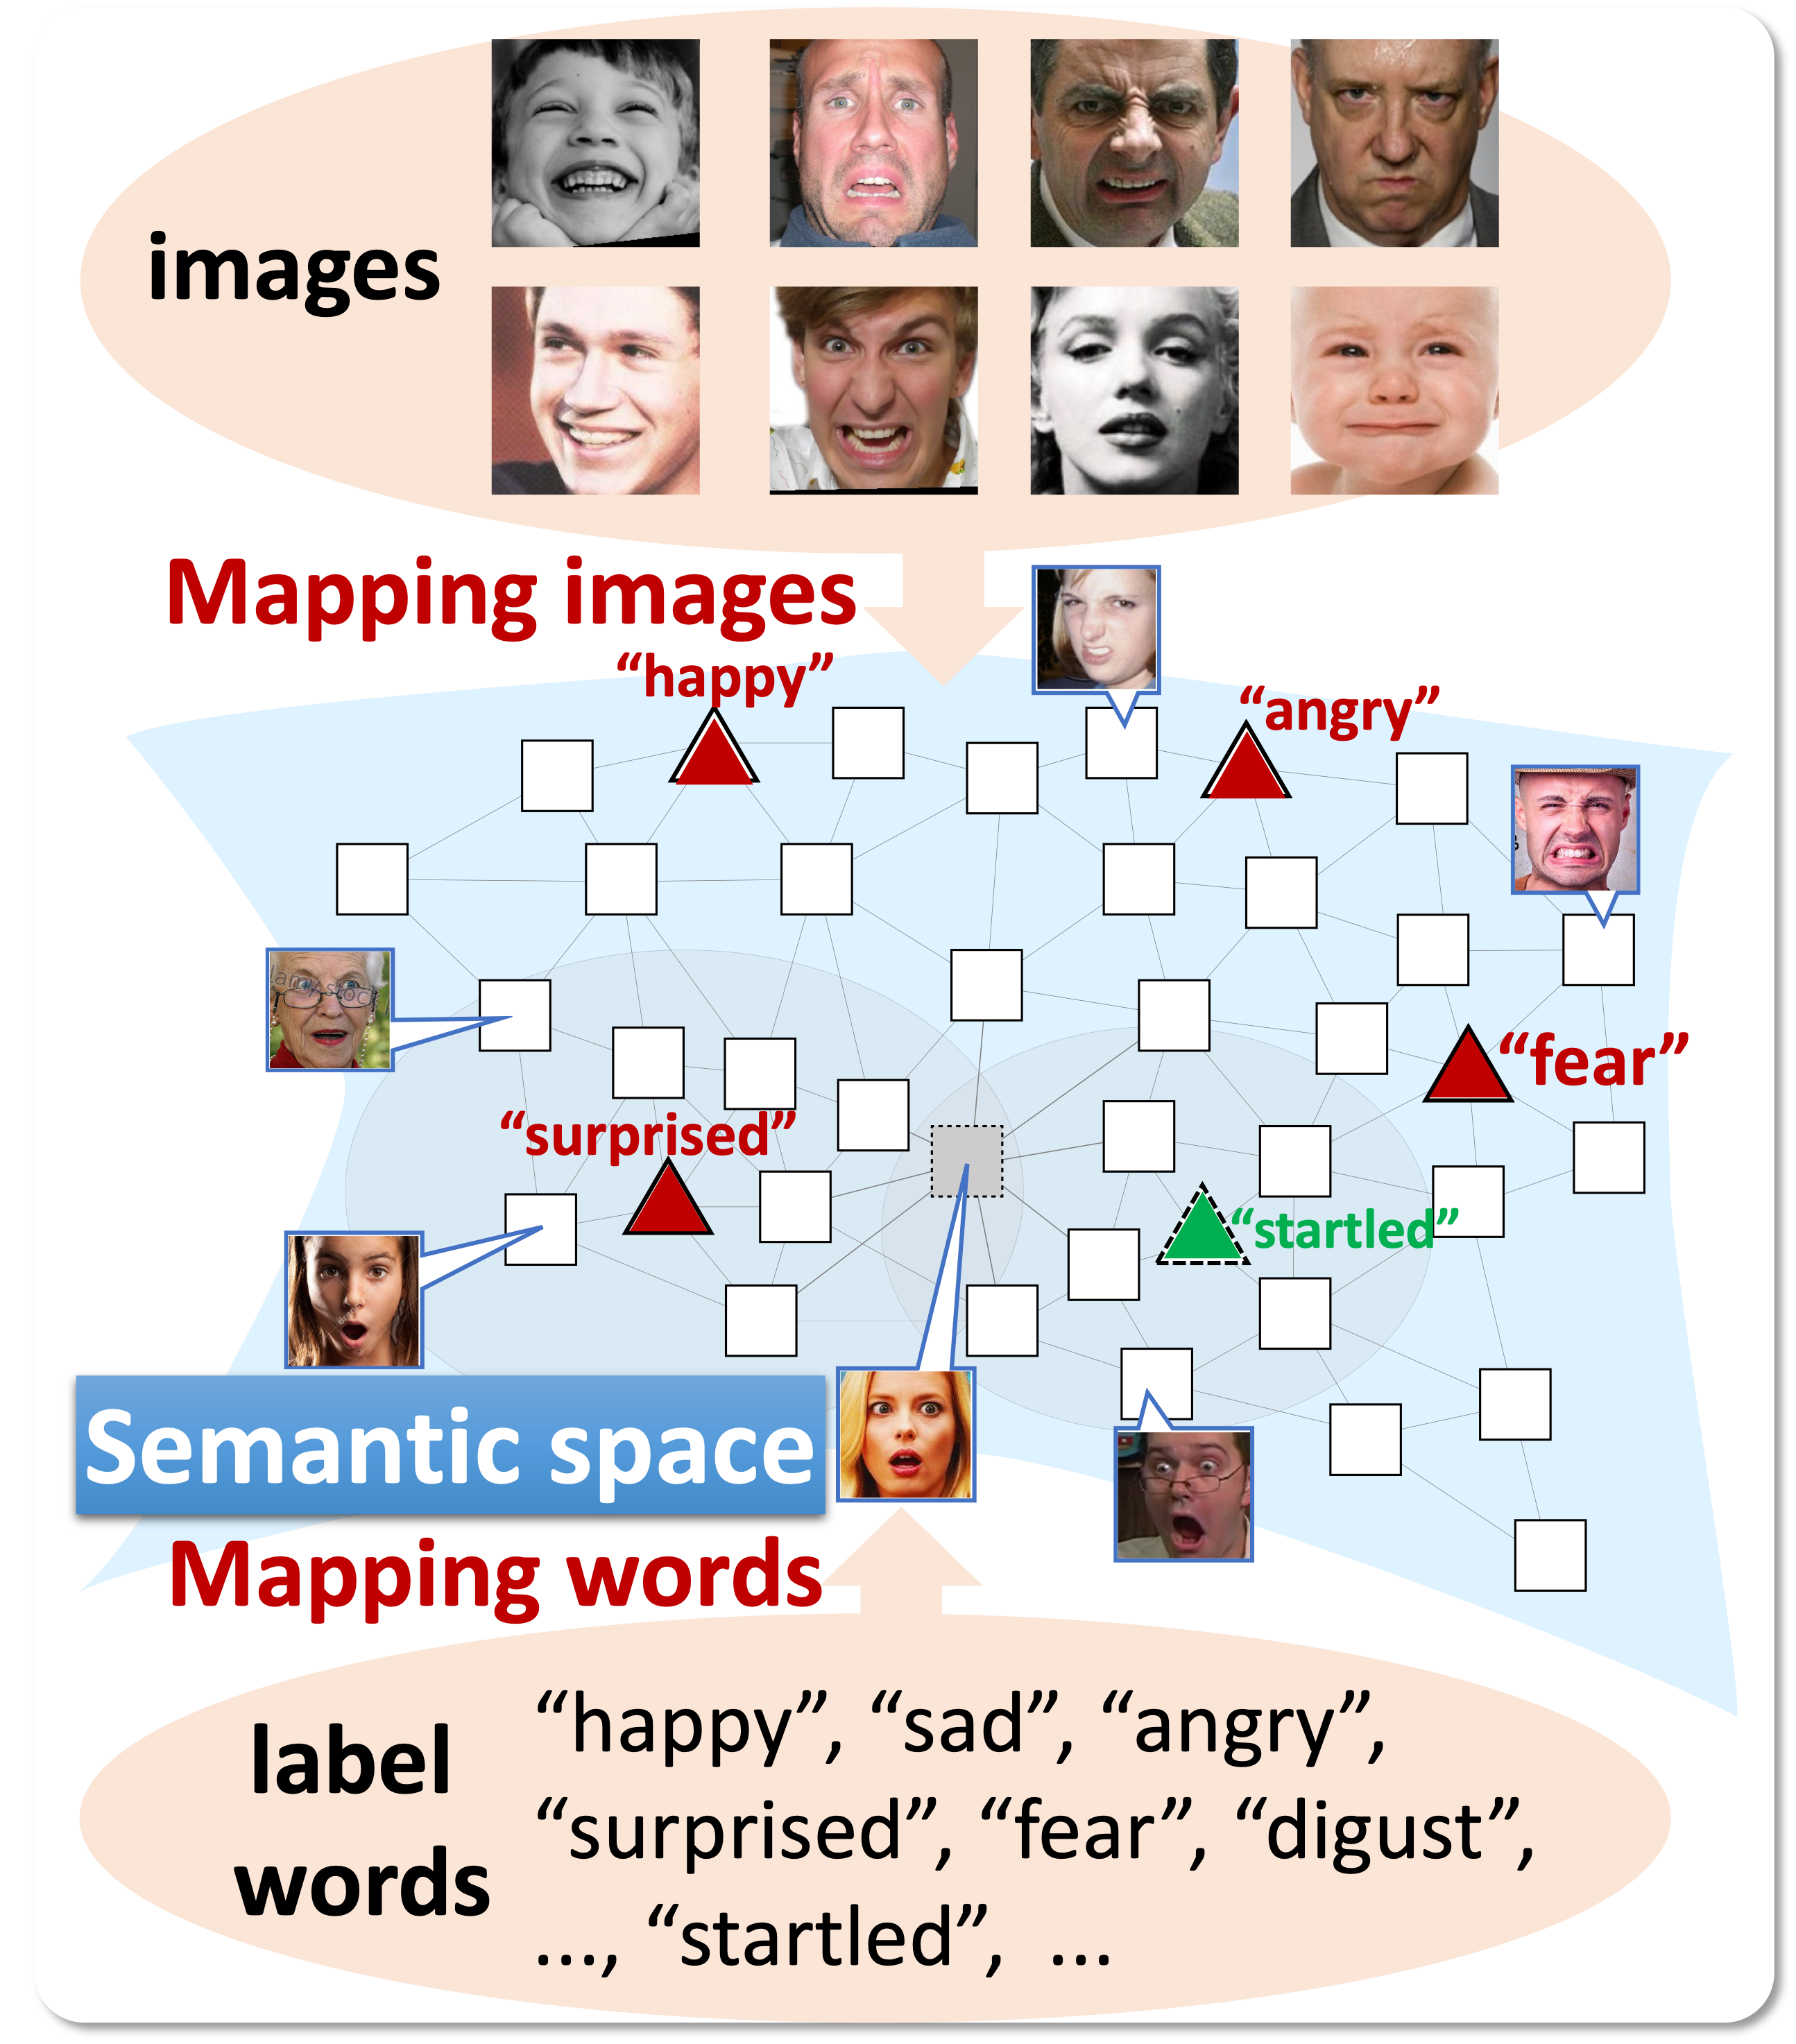 images
Mapping images
“happy”
“angry”
“fear”
“surprised”
“startled”
Semantic space
Mapping words
label
words
“happy”, “sad”, “angry”,
“surprised”, “fear”, “digust”,
..., “startled”, ...